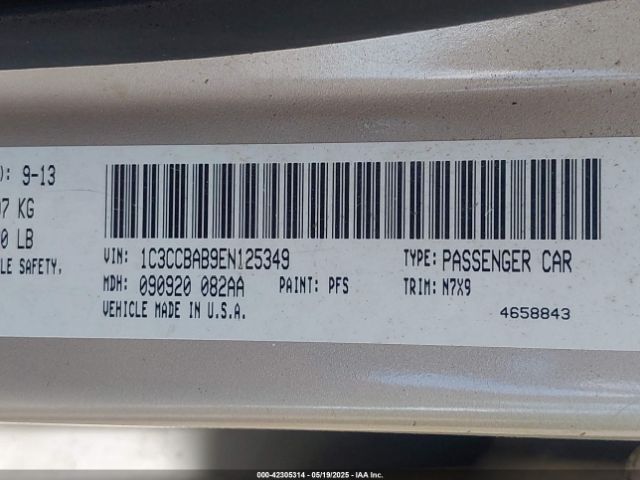 ): 9-13
7 KG
0 LB
LE SAFETY,
VIN: 1C3CCBAB9EN125349
TYPE: PASSENGER CAR
MDH: 090920 082AA PAINT: PFS
TRIM: N7X9
VEHICLE MADE IN U.S.A.
4658843
000-42305314 - 05/19/2025 - IAA Inc.